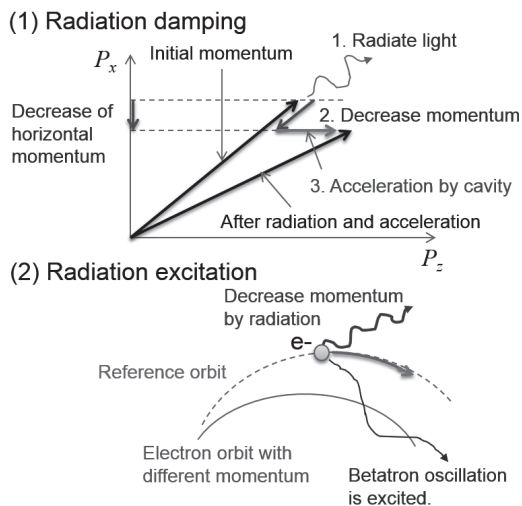 (1) Radiation damping
Initial momentum
1. Radiate light
Px
Decrease of
horizontal
momentum
2. Decrease momentum
3. Acceleration by cavity
After radiation and acceleration
Pz
(2) Radiation excitation
Decrease momentum
by radiation
e-
Reference orbit
Electron orbit with
different momentum
Betatron oscillation
is excited.